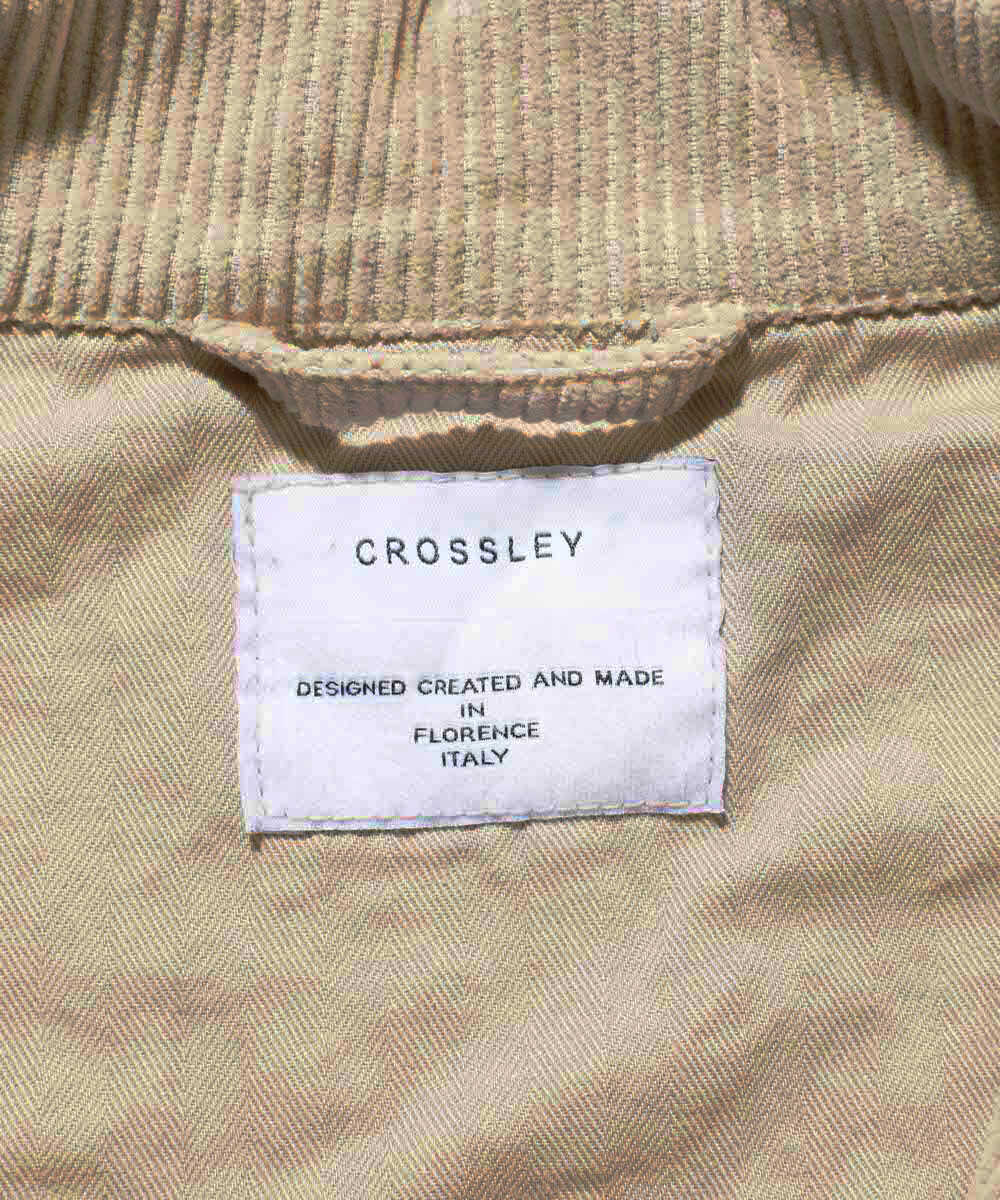 CROSSLEY
DESIGNED CREATED AND MADE
IN
FLORENCE
ITALY